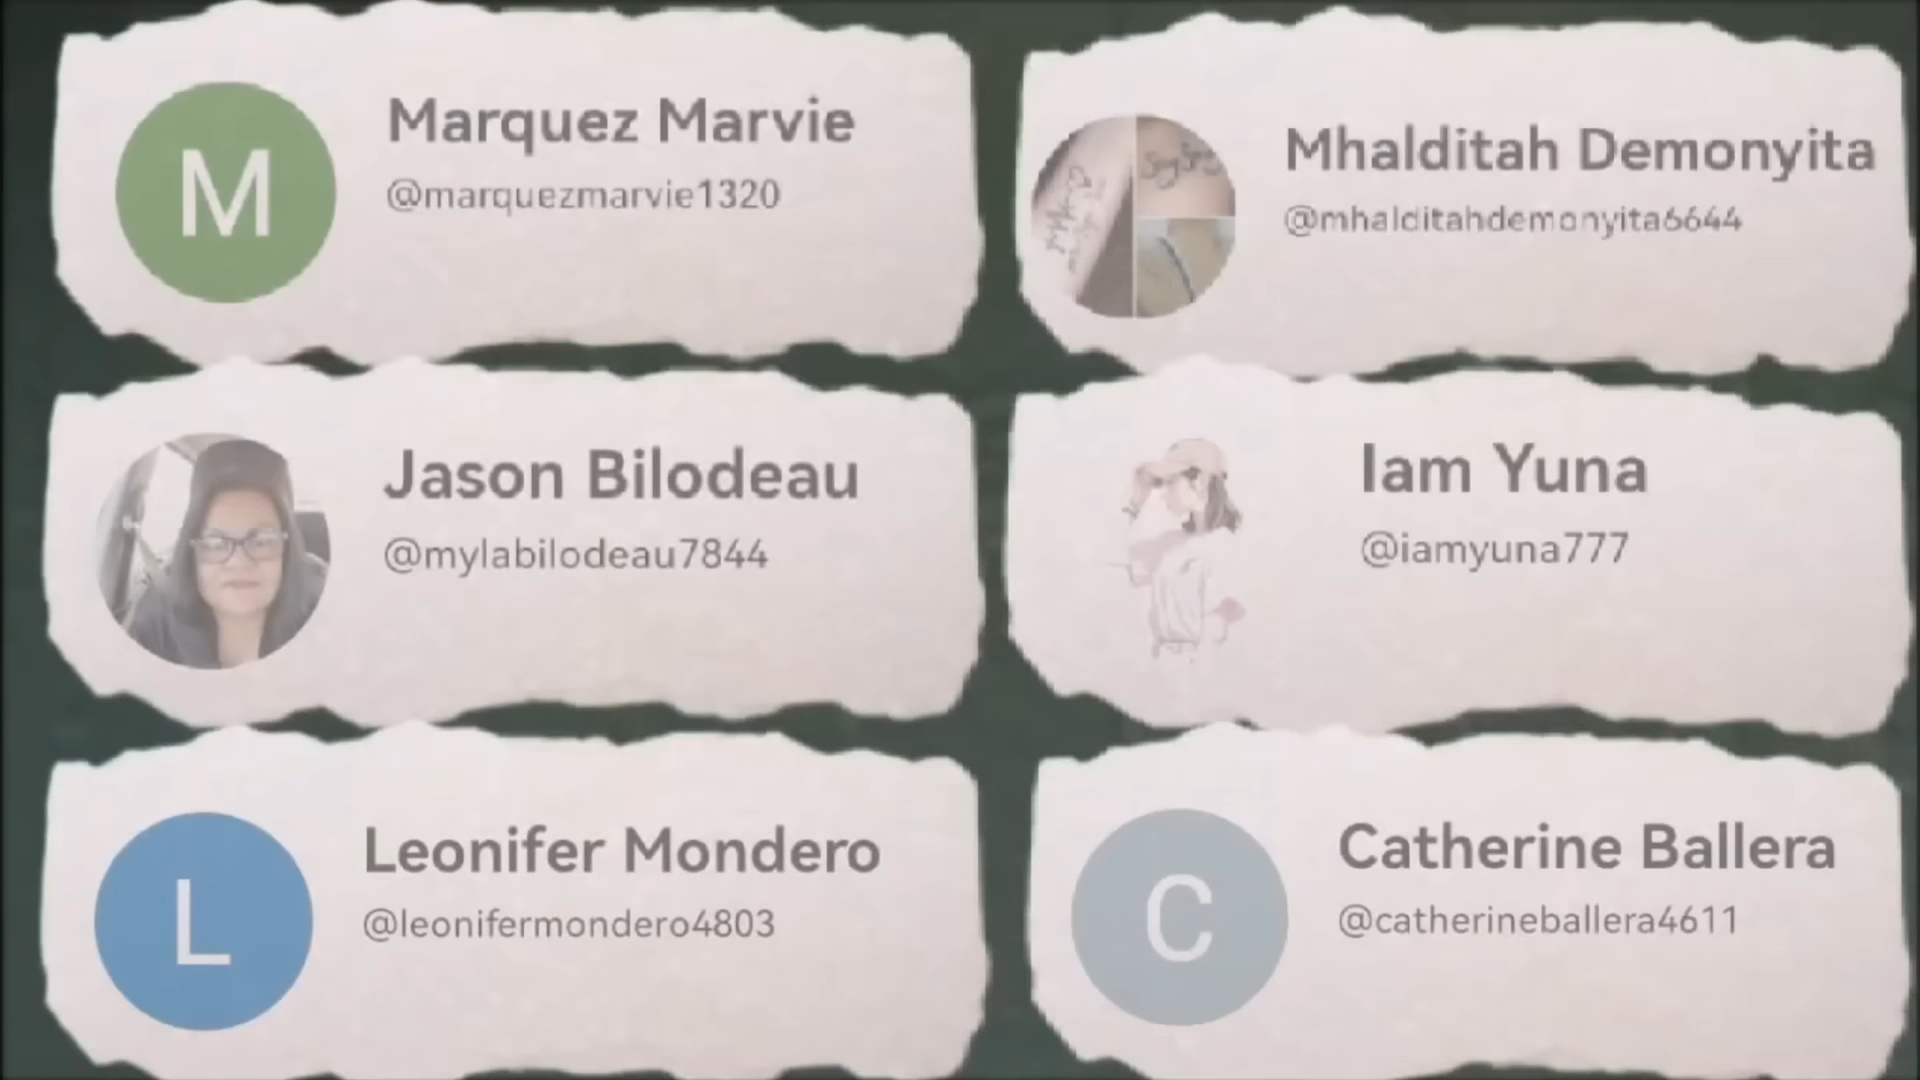 M
Marquez Marvie
@marquezmarvie1320
Mhalditah Demonyita
@mhalditahdemonyita6644
Jason Bilodeau
@mylabilodeau7844
Iam Yuna
@iamyuna777
L
Leonifer Mondero
@leonifermondero4803
C
Catherine Ballera
@catherineballera4611